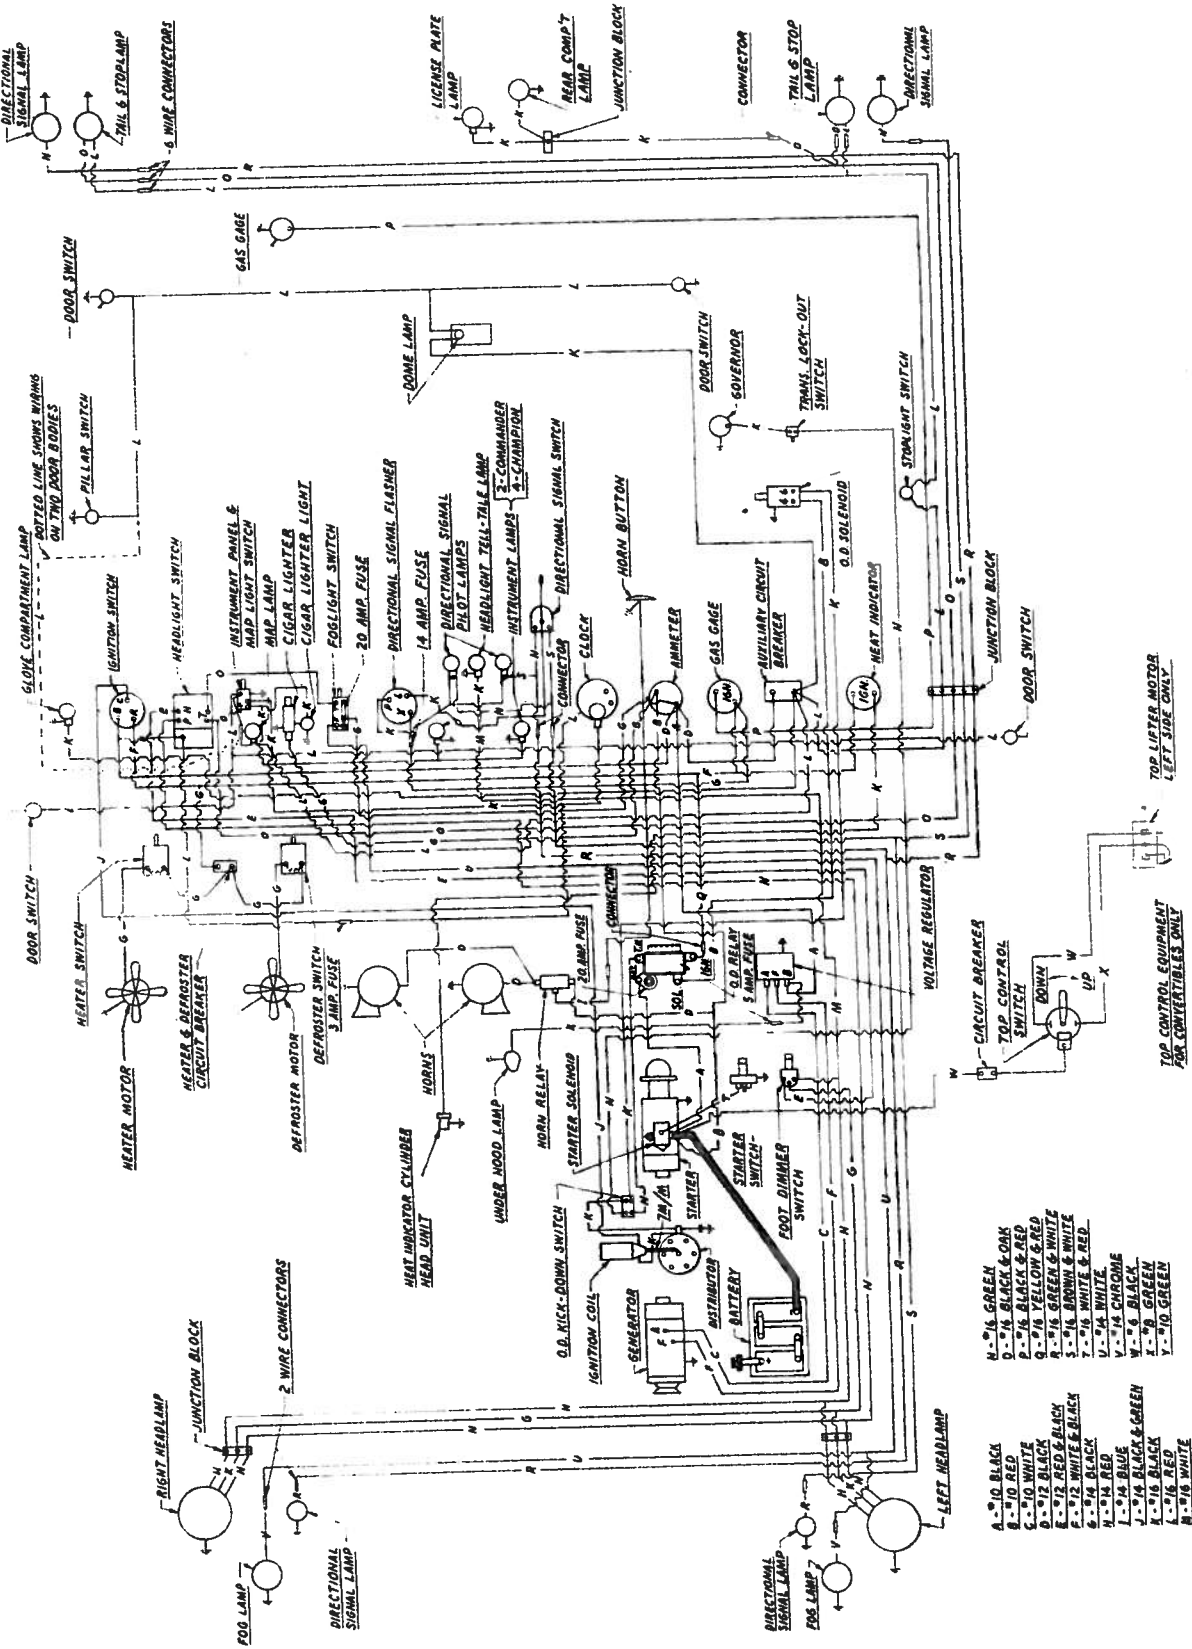 DIRECTIONAL
SIGNAL LAMP
TAIL & STOPLAMP
6 WIRE CONNECTORS
LICENSE PLATE
LAMP
REAR COMP'T
LAMP
JUNCTION BLOCK
CONNECTOR
TAIL & STOP
LAMP
DIRECTIONAL
SIGNAL LAMP
GAS GAGE
DOOR SWITCH
DOME LAMP
DOOR SWITCH
GOVERNOR
TRANS. LOCK-OUT
SWITCH
STOPLIGHT SWITCH
DOTTED LINE SHOWS WIRING
ON TWO DOOR BODIES
PILLAR SWITCH
GLOVE COMPARTMENT LAMP
IGNITION SWITCH
HEADLIGHT SWITCH
INSTRUMENT PANEL &
MAP LIGHT SWITCH
MAP LAMP
CIGAR LIGHTER
CIGAR LIGHTER LIGHT
FOGLIGHT SWITCH
20 AMP. FUSE
DIRECTIONAL SIGNAL FLASHER
14 AMP. FUSE
DIRECTIONAL SIGNAL
PILOT LAMPS
HEADLIGHT TELL-TALE LAMP
INSTRUMENT LAMPS
2-COMMANDER
4-CHAMPION
DIRECTIONAL SIGNAL SWITCH
CONNECTOR
CLOCK
HORN BUTTON
AMMETER
GAS GAGE
AUXILIARY CIRCUIT
BREAKER
O.D. SOLENOID
HEAT INDICATOR
JUNCTION BLOCK
DOOR SWITCH
TOP LIFTER MOTOR
LEFT SIDE ONLY
DOOR SWITCH
HEATER SWITCH
HEATER MOTOR
HEATER & DEFROSTER
CIRCUIT BREAKER
DEFROSTER MOTOR
DEFROSTER SWITCH
3 AMP. FUSE
HORNS
HEAT INDICATOR CYLINDER
HEAD UNIT
UNDER HOOD LAMP
HORN RELAY
STARTER SOLENOID
20 AMP. FUSE
CONNECTOR
SOL
IGN
O.D. RELAY
5 AMP. FUSE
VOLTAGE REGULATOR
CIRCUIT BREAKER
TOP CONTROL
SWITCH
DOWN
UP
TOP CONTROL EQUIPMENT
FOR CONVERTIBLES ONLY
O.D. KICK-DOWN SWITCH
IGNITION COIL
GENERATOR
7M/M
STARTER
DISTRIBUTOR
BATTERY
STARTER
SWITCH
FOOT DIMMER
SWITCH
RIGHT HEADLAMP
JUNCTION BLOCK
2 WIRE CONNECTORS
FOG LAMP
DIRECTIONAL
SIGNAL LAMP
DIRECTIONAL
SIGNAL LAMP
FOG LAMP
LEFT HEADLAMP
A-#10 BLACK
B-#10 RED
C-#10 WHITE
D-#12 BLACK
E-#12 RED & BLACK
F-#12 WHITE & BLACK
G-#14 BLACK
H-#14 RED
I-#14 BLUE
J-#14 BLACK & GREEN
K-#16 BLACK
L-#16 RED
M-#16 WHITE
N-#16 GREEN
O-#16 BLACK & OAK
P-#16 BLACK & RED
Q-#16 YELLOW & RED
R-#16 GREEN & WHITE
S-#16 BROWN & WHITE
T-#16 WHITE & RED
U-#14 WHITE
V-#14 CHROME
W-#6 BLACK
X-#8 GREEN
Y-#10 GREEN